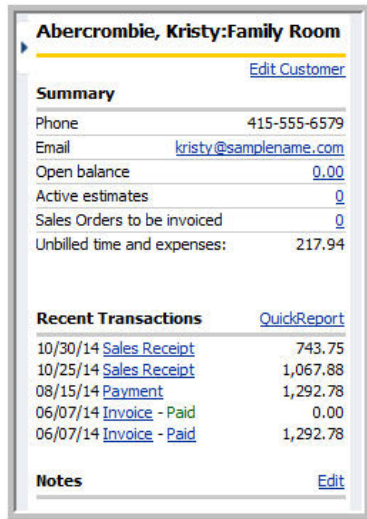 Abercrombie, Kristy:Family Room
Edit Customer
Summary
Phone 415-555-6579
Email kristy@samplename.com
Open balance 0.00
Active estimates 0
Sales Orders to be invoiced 0
Unbilled time and expenses: 217.94
Recent Transactions QuickReport
10/30/14 Sales Receipt 743.75
10/25/14 Sales Receipt 1,067.88
08/15/14 Payment 1,292.78
06/07/14 Invoice - Paid 0.00
06/07/14 Invoice - Paid 1,292.78
Notes Edit